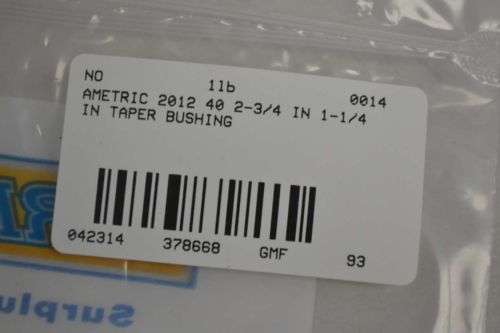 NO 1lb 0014
AMETRIC 2012 40 2-3/4 IN 1-1/4
IN TAPER BUSHING
042314 378668 GMF 93
Surplu